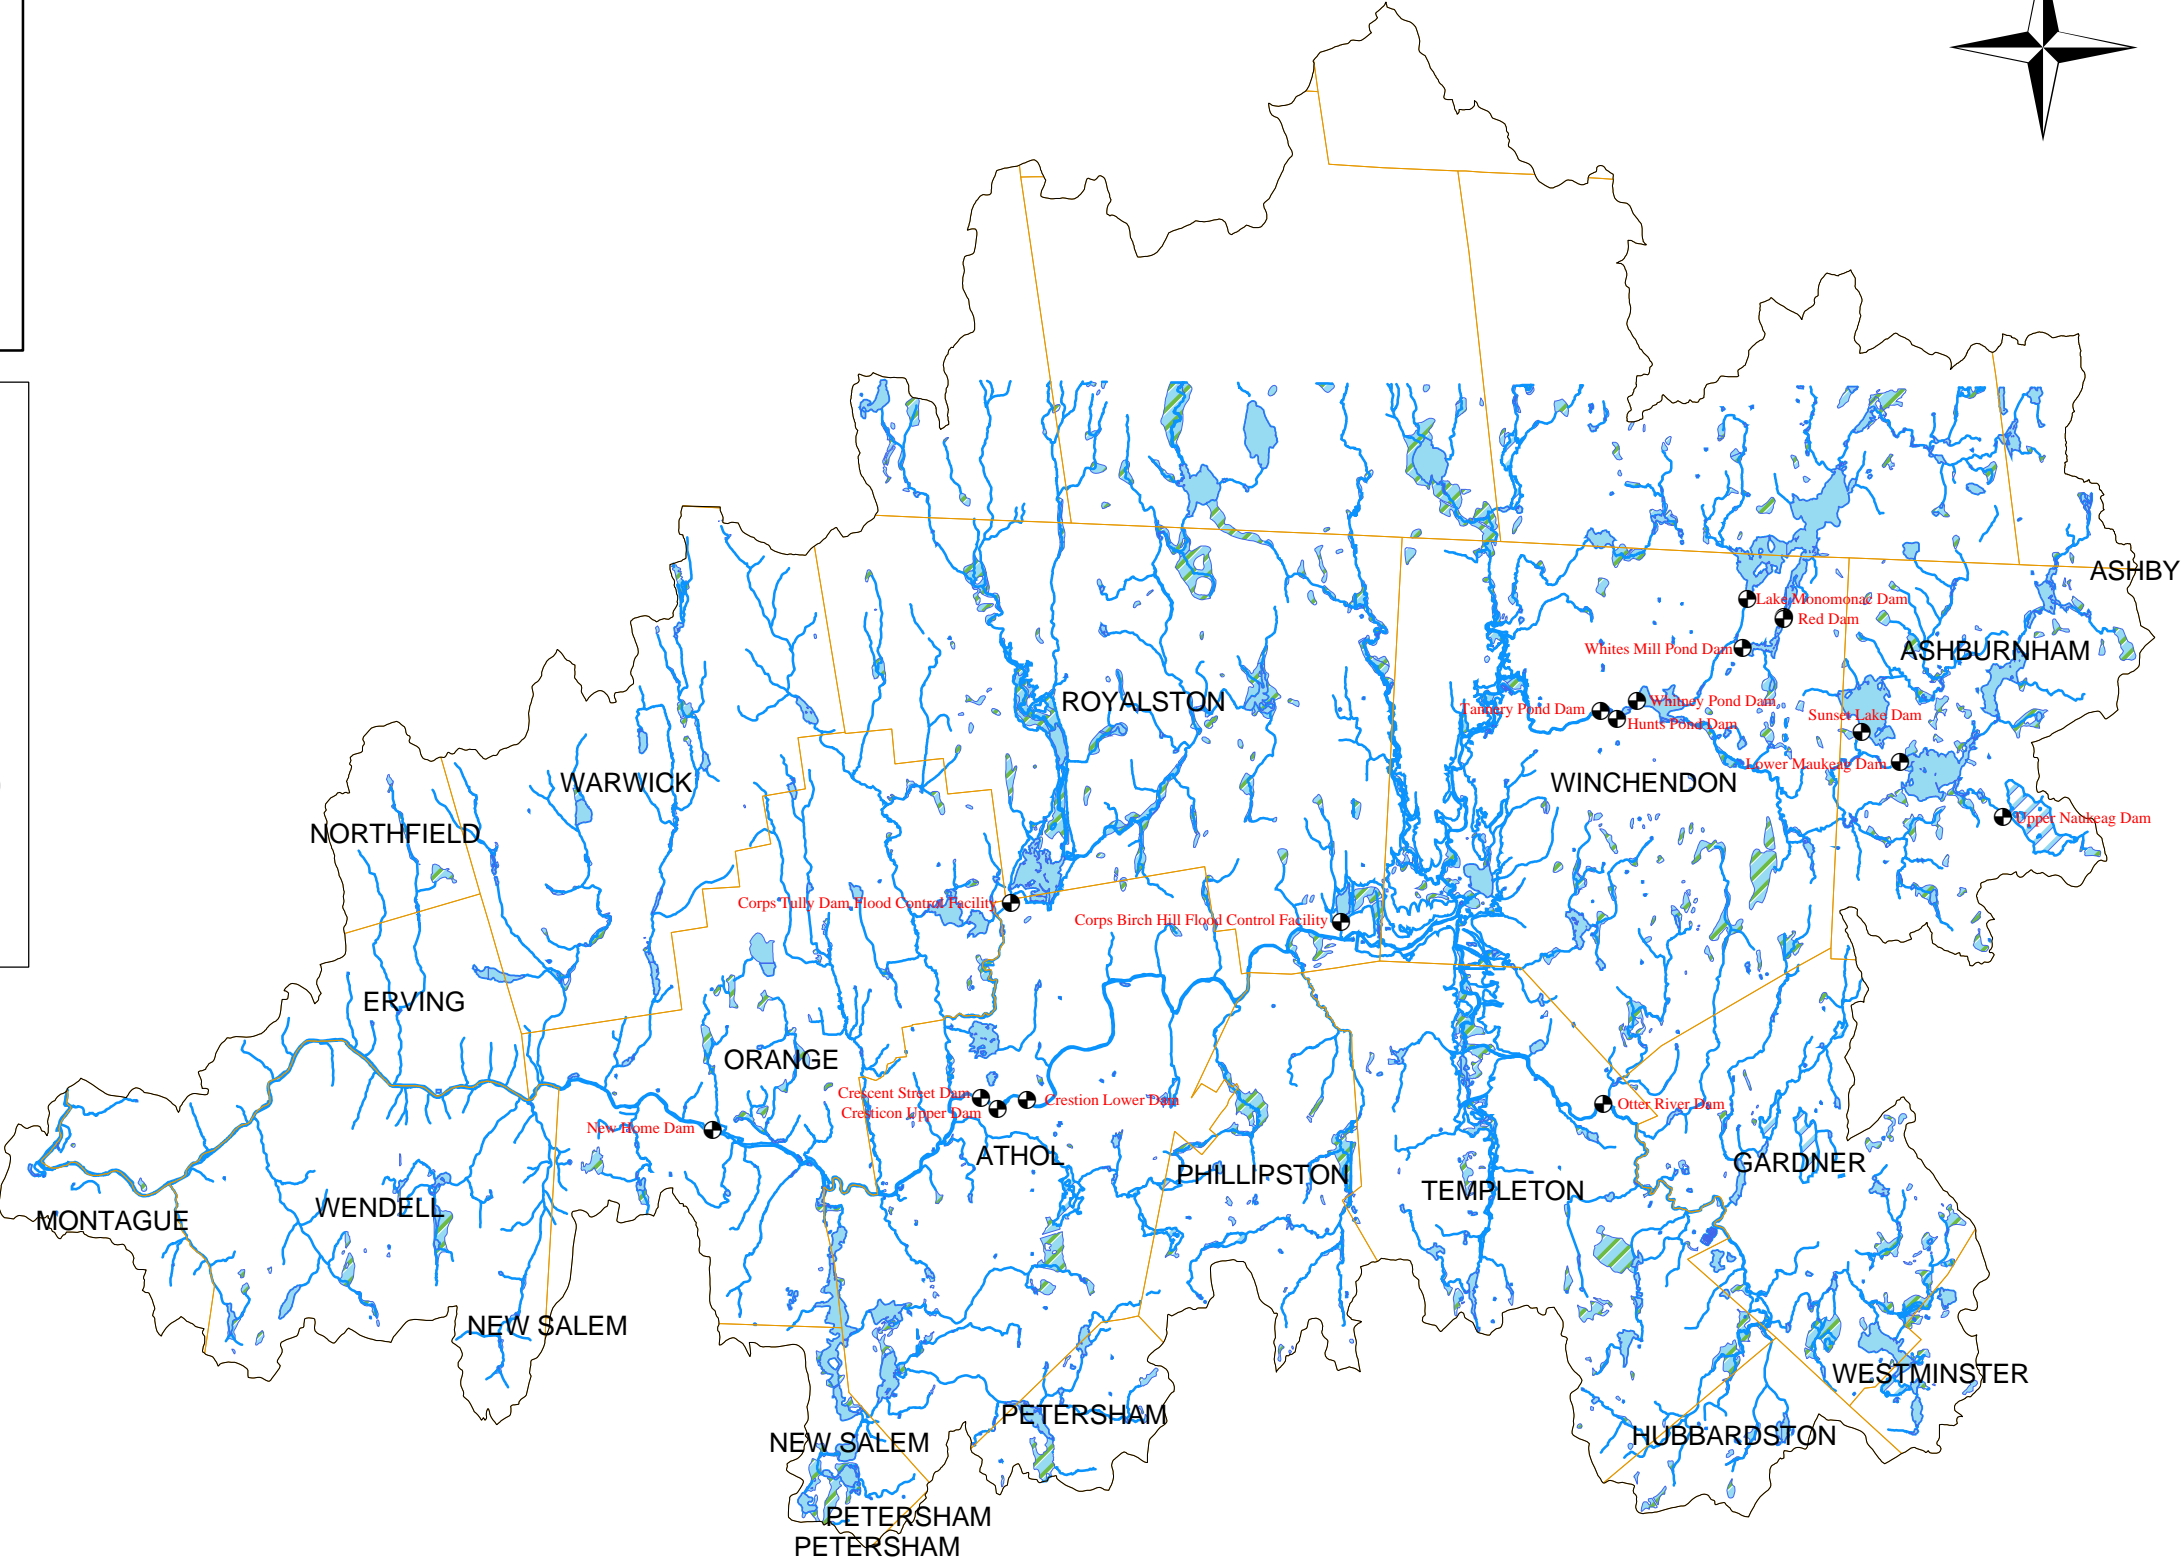 ASHBY
Lake Monomonac Dam
Red Dam
Whites Mill Pond Dam
ASHBURNHAM
ROYALSTON
Whitney Pond Dam
Tannery Pond Dam
Sunset Lake Dam
Hunts Pond Dam
Lower Maukeag Dam
WARWICK
WINCHENDON
Upper Naukeag Dam
NORTHFIELD
Corps Tully Dam Flood Control Facility
Corps Birch Hill Flood Control Facility
ERVING
ORANGE
Crescent Street Dam
Crestion Lower Dam
Otter River Dam
Cresticon Upper Dam
New Home Dam
ATHOL
GARDNER
PHILLIPSTON
TEMPLETON
WENDELL
MONTAGUE
NEW SALEM
WESTMINSTER
PETERSHAM
HUBBARDSTON
NEW SALEM
PETERSHAM
PETERSHAM